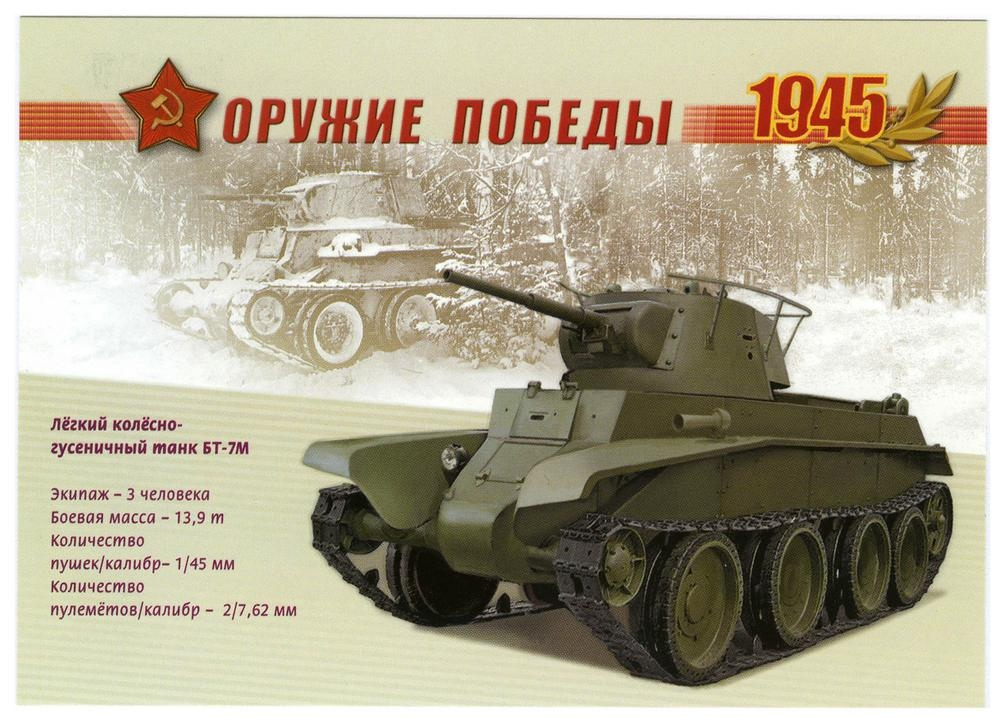 ОРУЖИЕ ПОБЕДЫ
1945
Лёгкий колёсно-
гусеничный танк БТ-7М
Экипаж – 3 человека
Боевая масса – 13,9 т
Количество
пушек/калибр– 1/45 мм
Количество
пулемётов/калибр – 2/7,62 мм